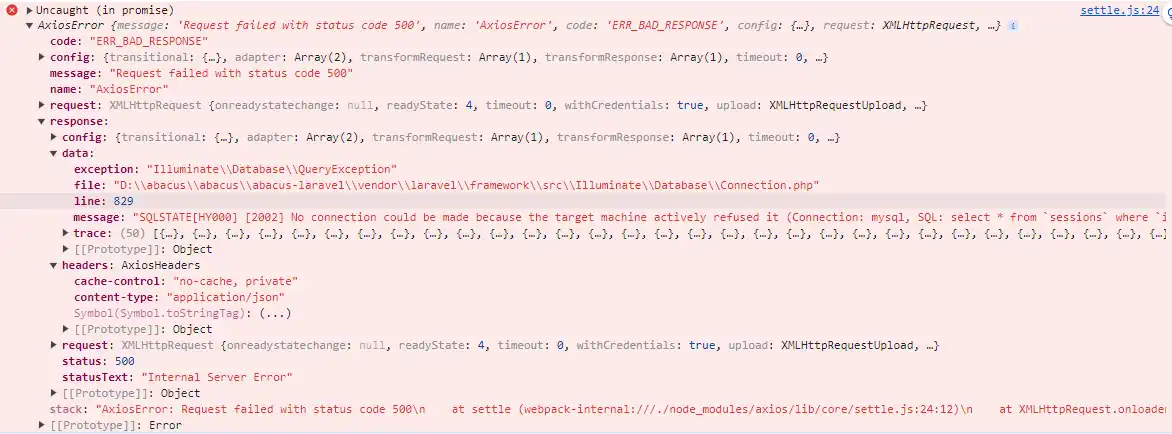 Uncaught (in promise) settle.js:24
AxiosError {message: 'Request failed with status code 500', name: 'AxiosError', code: 'ERR_BAD_RESPONSE', config: {…}, request: XMLHttpRequest, …}
code: "ERR_BAD_RESPONSE"
config: {transitional: {…}, adapter: Array(2), transformRequest: Array(1), transformResponse: Array(1), timeout: 0, …}
message: "Request failed with status code 500"
name: "AxiosError"
request: XMLHttpRequest {onreadystatechange: null, readyState: 4, timeout: 0, withCredentials: true, upload: XMLHttpRequestUpload, …}
response:
config: {transitional: {…}, adapter: Array(2), transformRequest: Array(1), transformResponse: Array(1), timeout: 0, …}
data:
exception: "Illuminate\\Database\\QueryException"
file: "D:\\abacus\\abacus\\abacus-laravel\\vendor\\laravel\\framework\\src\\Illuminate\\Database\\Connection.php"
line: 829
message: "SQLSTATE[HY000] [2002] No connection could be made because the target machine actively refused it (Connection: mysql, SQL: select * from `sessions` where `i
trace: (50) [{…}, {…}, {…}, {…}, {…}, {…}, {…}, {…}, {…}, {…}, {…}, {…}, {…}, {…}, {…}, {…}, {…}, {…}, {…}, {…}, {…}, {…}, {…}, {…}, {…}, {…}, {…}, {…}, {…}, {…}, {…}
[[Prototype]]: Object
headers: AxiosHeaders
cache-control: "no-cache, private"
content-type: "application/json"
Symbol(Symbol.toStringTag): (...)
[[Prototype]]: Object
request: XMLHttpRequest {onreadystatechange: null, readyState: 4, timeout: 0, withCredentials: true, upload: XMLHttpRequestUpload, …}
status: 500
statusText: "Internal Server Error"
[[Prototype]]: Object
stack: "AxiosError: Request failed with status code 500\n    at settle (webpack-internal:///./node_modules/axios/lib/core/settle.js:24:12)\n    at XMLHttpRequest.onloade
[[Prototype]]: Error